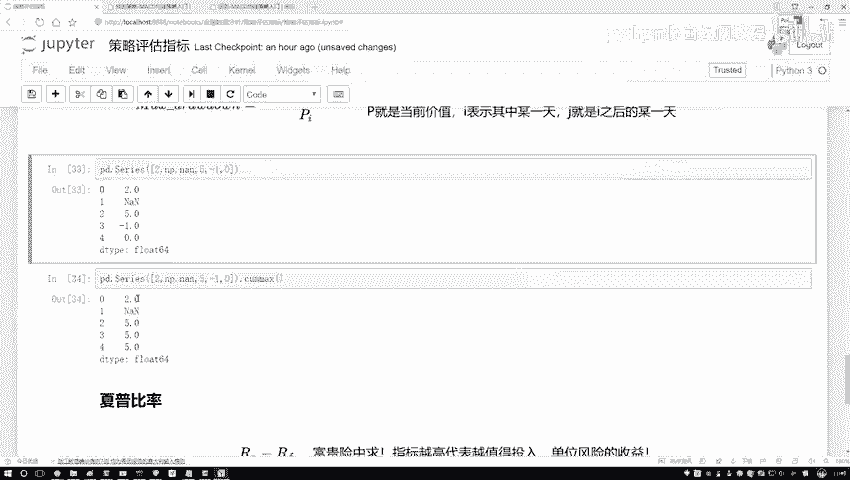 http://localhost
jupyter 策略评估指标 Last Checkpoint: an hour ago (unsaved changes)
Logout
File Edit View Insert Cell Kernel Widgets Help
Trusted Python 3
Code
P_i P就是当前价值,i表示其中某一天,j就是i之后的某一天
In [33]: pd.Series([2,np.nan,5,-1,0])
Out[33]: 0 2.0
1 NaN
2 5.0
3 -1.0
4 0.0
dtype: float64
In [34]: pd.Series([2,np.nan,5,-1,0]).cummax()
Out[34]: 0 2.0
1 NaN
2 5.0
3 5.0
4 5.0
dtype: float64
夏普比率
富贵险中求!指标越高代表越值得投入,单位风险的收益!